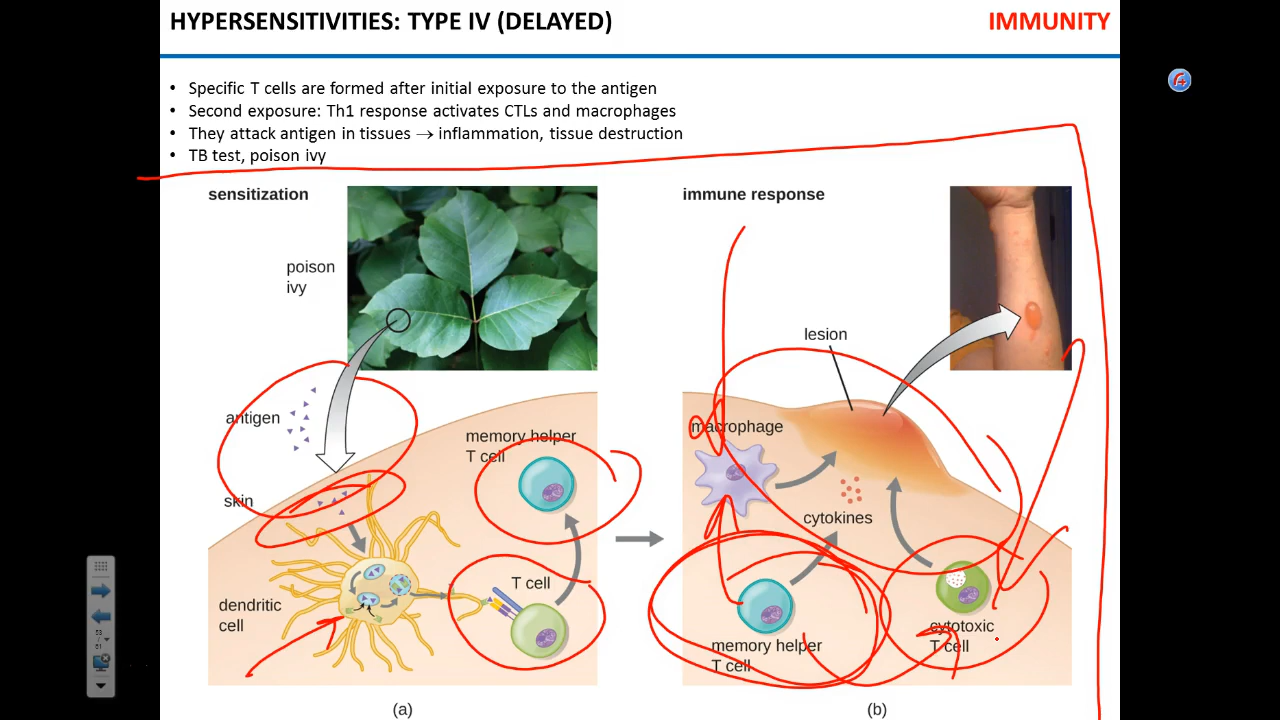 HYPERSENSITIVITIES: TYPE IV (DELAYED)
IMMUNITY
• Specific T cells are formed after initial exposure to the antigen
• Second exposure: Th1 response activates CTLs and macrophages
• They attack antigen in tissues → inflammation, tissue destruction
• TB test, poison ivy
sensitization
poison
ivy
antigen
skin
memory helper
T cell
T cell
dendritic
cell
(a)
immune response
lesion
macrophage
cytokines
memory helper
T cell
cytotoxic
T cell
(b)